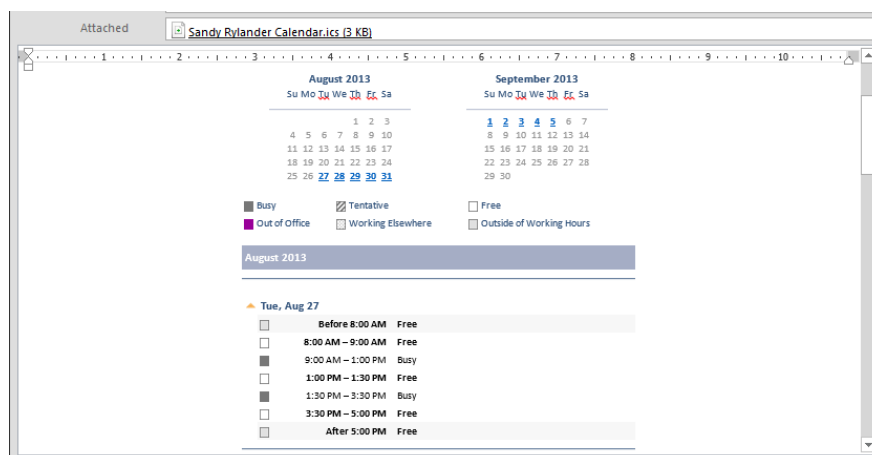 Attached Sandy Rylander Calendar.ics (3 KB)
1 2 3 4 5 6 7 8 9 10
August 2013 September 2013
Su Mo Tu We Th Fr Sa Su Mo Tu We Th Fr Sa
1 2 3 1 2 3 4 5 6 7
4 5 6 7 8 9 10 8 9 10 11 12 13 14
11 12 13 14 15 16 17 15 16 17 18 19 20 21
18 19 20 21 22 23 24 22 23 24 25 26 27 28
25 26 27 28 29 30 31 29 30
Busy Tentative Free
Out of Office Working Elsewhere Outside of Working Hours
August 2013
Tue, Aug 27
Before 8:00 AM Free
8:00 AM – 9:00 AM Free
9:00 AM – 1:00 PM Busy
1:00 PM – 1:30 PM Free
1:30 PM – 3:30 PM Busy
3:30 PM – 5:00 PM Free
After 5:00 PM Free